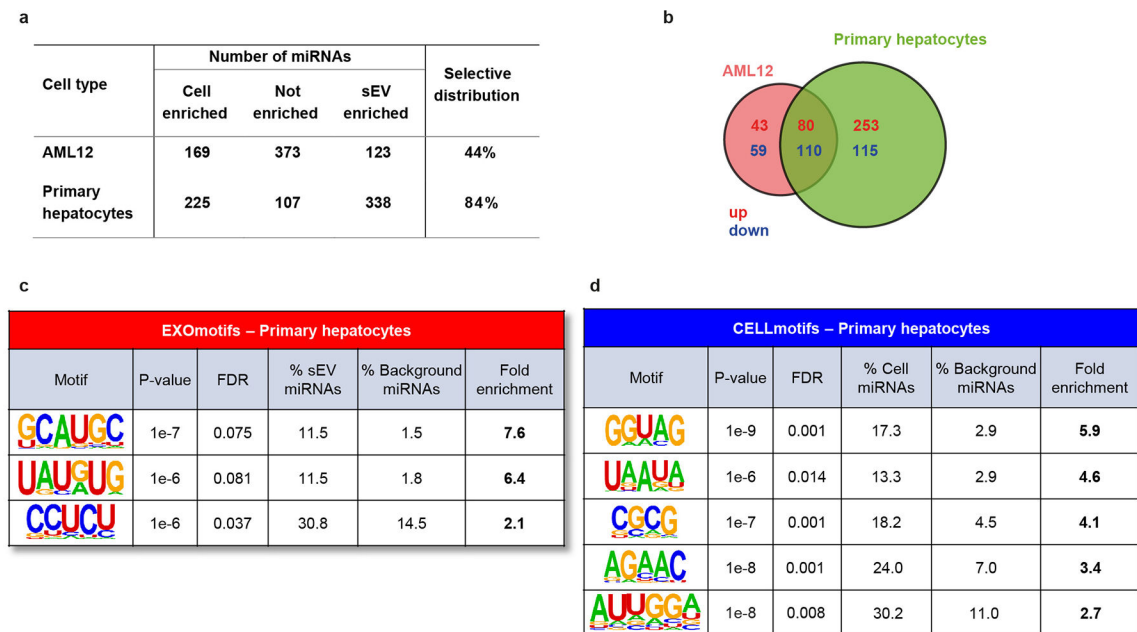 a
Cell type
Number of miRNAs
Selective
distribution
Cell
enriched
Not
enriched
sEV
enriched
AML12 169 373 123 44%
Primary
hepatocytes 225 107 338 84%
b
Primary hepatocytes
AML12
43 80 253
59 110 115
up
down
c
EXOmotifs – Primary hepatocytes
Motif P-value FDR % sEV
miRNAs % Background
miRNAs Fold
enrichment
GCAUGC 1e-7 0.075 11.5 1.5 7.6
UAUGUG 1e-6 0.081 11.5 1.8 6.4
CCUCU 1e-6 0.037 30.8 14.5 2.1
d
CELLmotifs – Primary hepatocytes
Motif P-value FDR % Cell
miRNAs % Background
miRNAs Fold
enrichment
GGUAG 1e-9 0.001 17.3 2.9 5.9
UAAUA 1e-6 0.014 13.3 2.9 4.6
CGCG 1e-7 0.001 18.2 4.5 4.1
AGAAC 1e-8 0.001 24.0 7.0 3.4
AUUGGA 1e-8 0.008 30.2 11.0 2.7